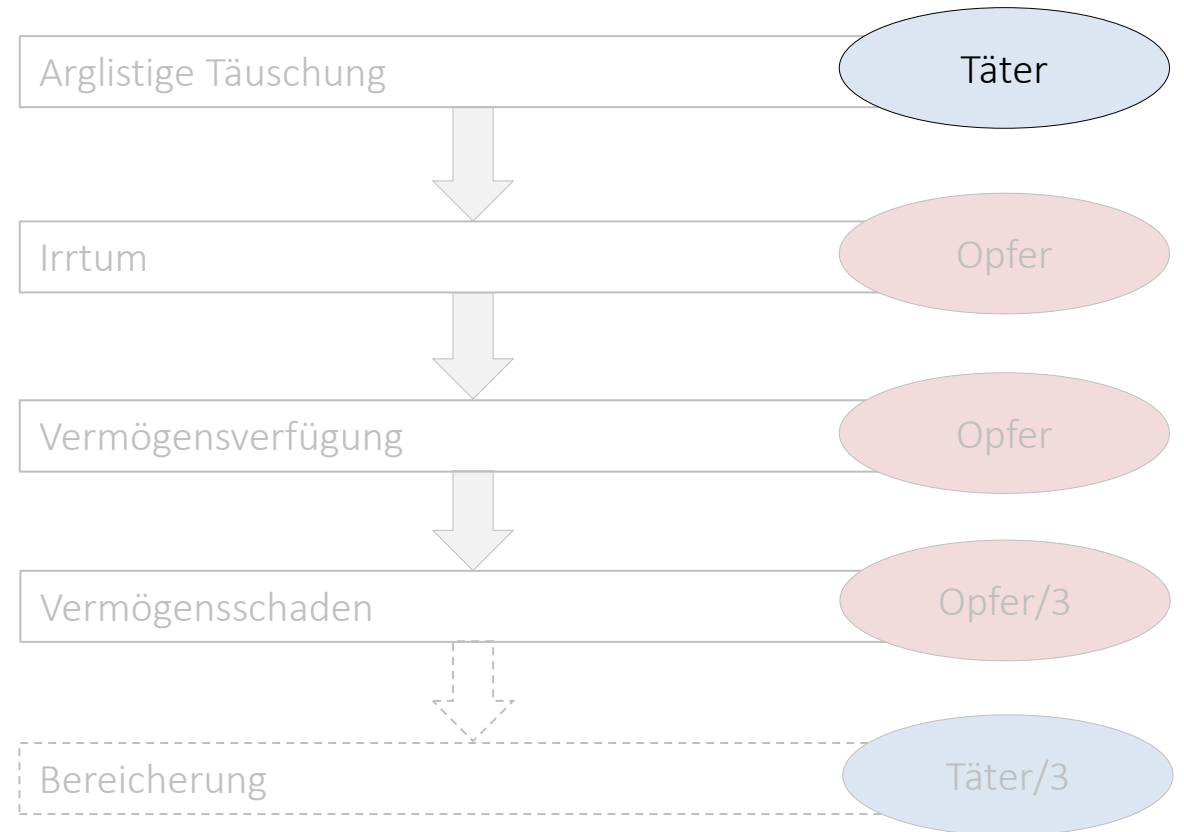 Arglistige Täuschung
Täter
Irrtum
Opfer
Vermögensverfügung
Opfer
Vermögensschaden
Opfer/3
Bereicherung
Täter/3